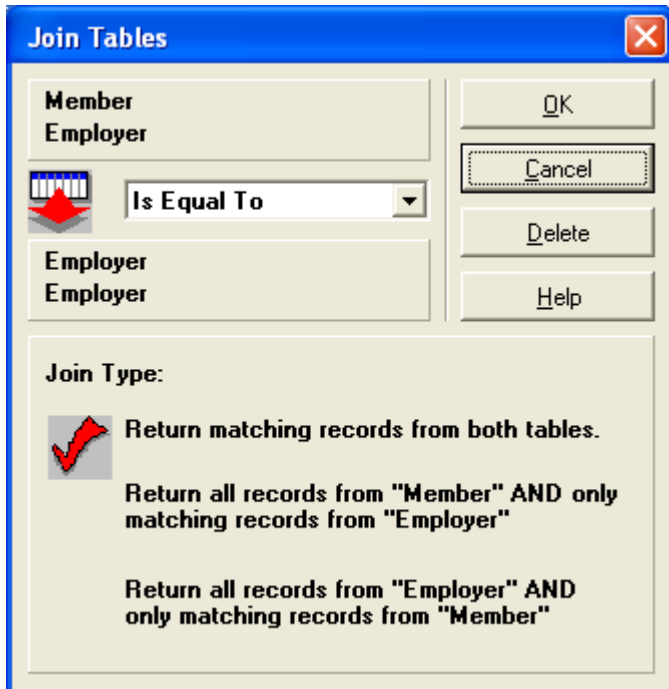 Join Tables
Member
Employer
OK
Cancel
Is Equal To
Delete
Employer
Employer
Help
Join Type:
Return matching records from both tables.
Return all records from "Member" AND only
matching records from "Employer"
Return all records from "Employer" AND
only matching records from "Member"